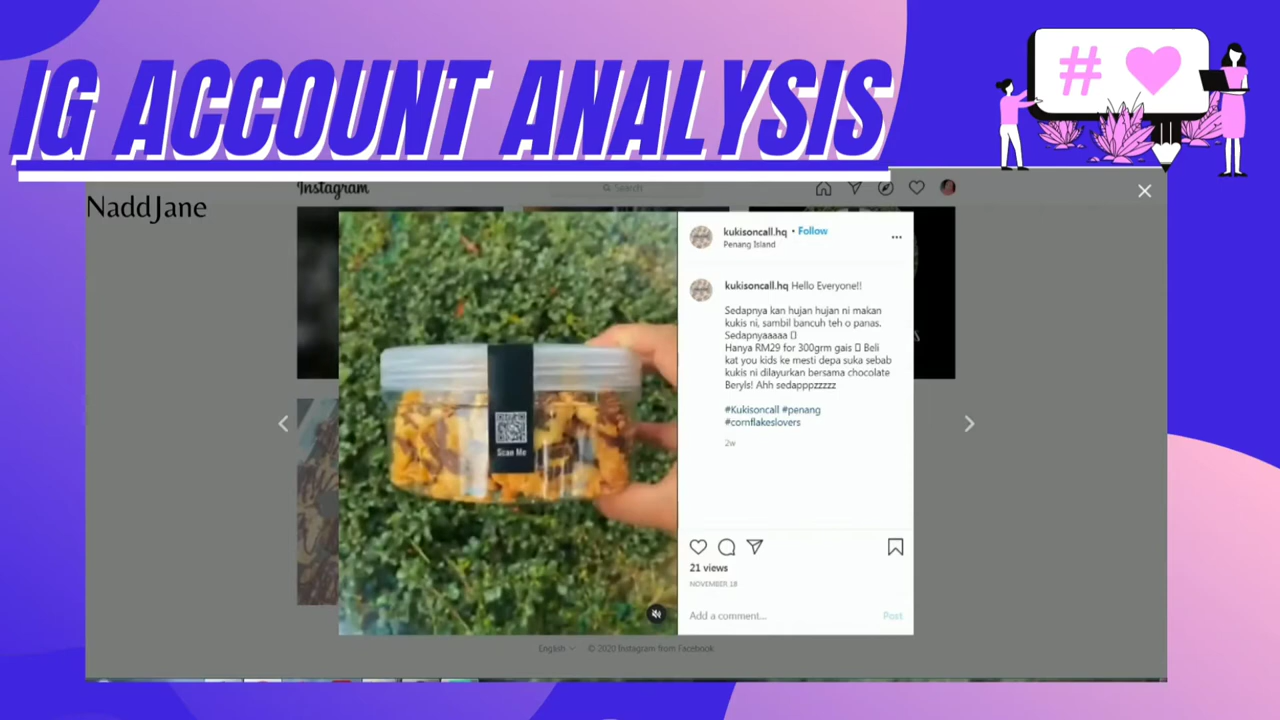 IG ACCOUNT ANALYSIS
#
Instagram
Search
NaddJane
kukisoncall.hq • Follow
Penang Island
kukisoncall.hq Hello Everyone!!
Sedapnya kan hujan hujan ni makan
kukis ni, sambil bancuh teh o panas.
Sedapnyaaaaa
Hanya RM29 for 300grm gais Beli
kat you kids ke mesti depa suka sebab
kukis ni dilayurkan bersama chocolate
Beryls! Ahh sedapppzzzzz
#Kukisoncall #penang
#cornflakeslovers
2w
Scan Me
21 views
NOVEMBER 18
Add a comment...
Post
English
© 2020 Instagram from Facebook